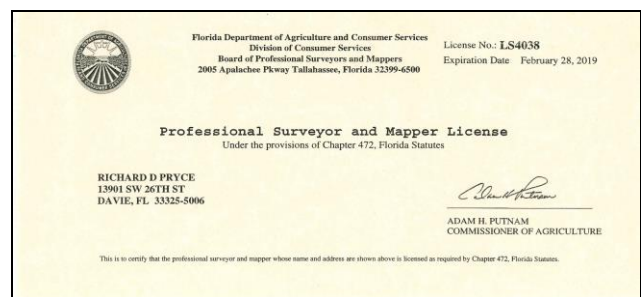 Florida Department of Agriculture and Consumer Services
Division of Consumer Services
Board of Professional Surveyors and Mappers
2005 Apalachee Pkway Tallahassee, Florida 32399-6500
License No.: LS4038
Expiration Date February 28, 2019
Professional Surveyor and Mapper License
Under the provisions of Chapter 472, Florida Statutes
RICHARD D PRYCE
13901 SW 26TH ST
DAVIE, FL 33325-5006
ADAM H. PUTNAM
COMMISSIONER OF AGRICULTURE
This is to certify that the professional surveyor and mapper whose name and address are shown above is licensed as required by Chapter 472, Florida Statutes.